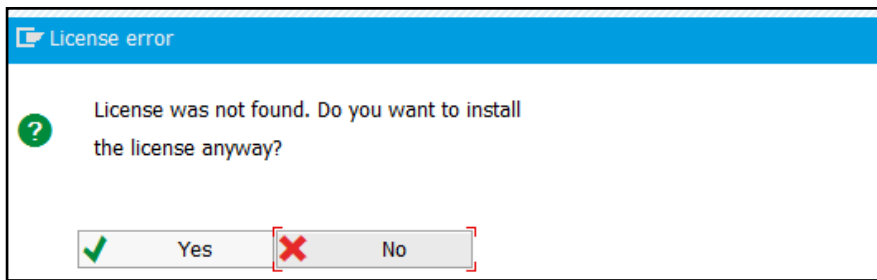 License error
License was not found. Do you want to install
the license anyway?
Yes
No